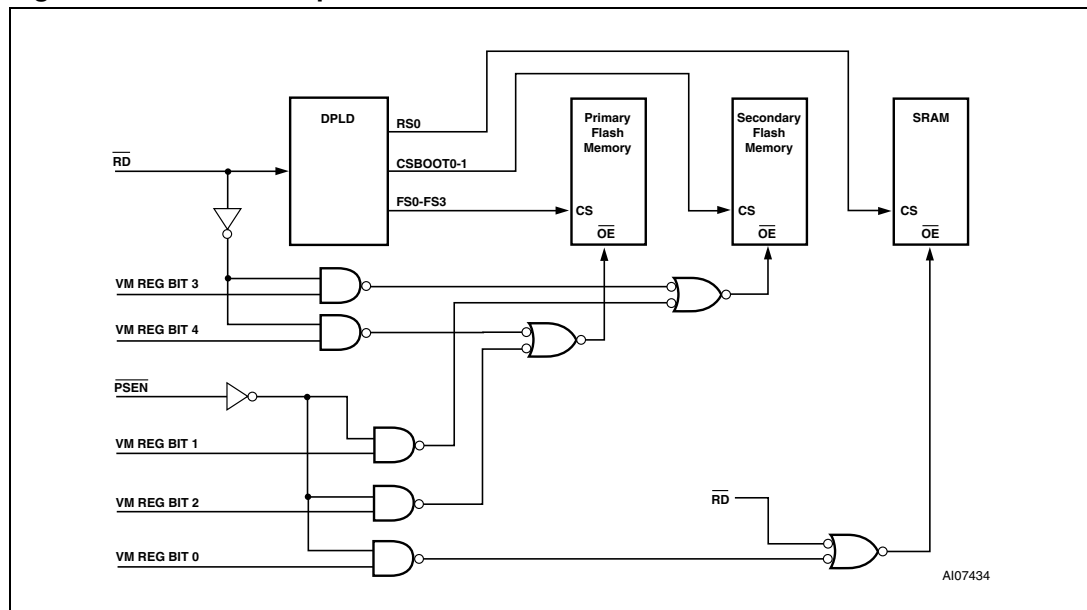 RD
DPLD
RS0
CSBOOT0-1
FS0-FS3
Primary
Flash
Memory
CS
OE
Secondary
Flash
Memory
CS
OE
SRAM
CS
OE
VM REG BIT 3
VM REG BIT 4
PSEN
VM REG BIT 1
VM REG BIT 2
VM REG BIT 0
RD
AI07434